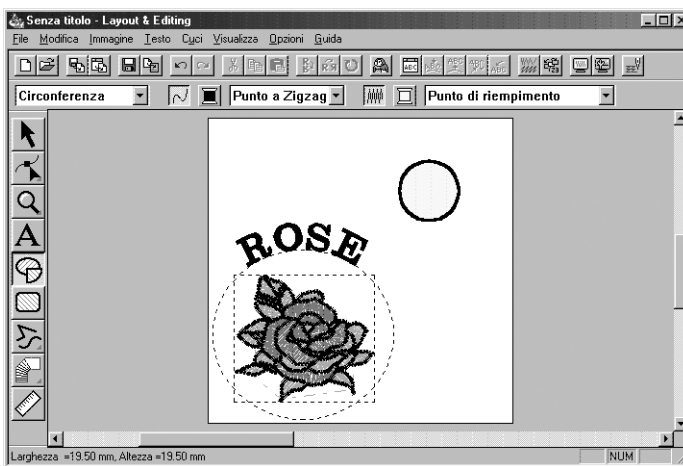 Senza titolo - Layout & Editing
File Modifica Immagine Testo Cuci Visualizza Opzioni Guida
Circonferenza Punto a Zigzag Punto di riempimento
A
ROSE
Larghezza =19.50 mm, Altezza =19.50 mm NUM